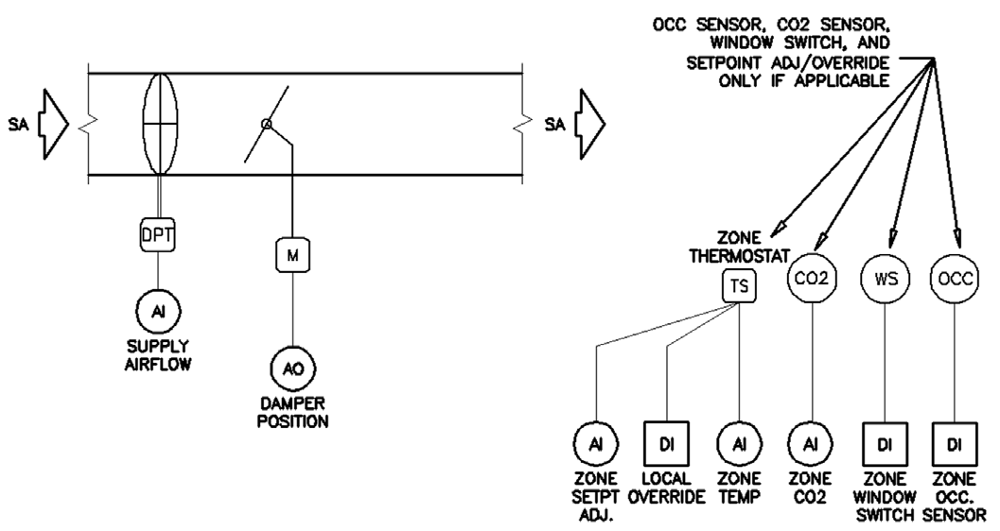 OCC SENSOR, CO2 SENSOR,
WINDOW SWITCH, AND
SETPOINT ADJ/OVERRIDE
ONLY IF APPLICABLE
SA
SA
DPT
M
AI
SUPPLY
AIRFLOW
AO
DAMPER
POSITION
ZONE
THERMOSTAT
TS
CO2
WS
OCC
AI
ZONE
SETPT
ADJ.
DI
LOCAL
OVERRIDE
AI
ZONE
TEMP
AI
ZONE
CO2
DI
ZONE
WINDOW
SWITCH
DI
ZONE
OCC.
SENSOR